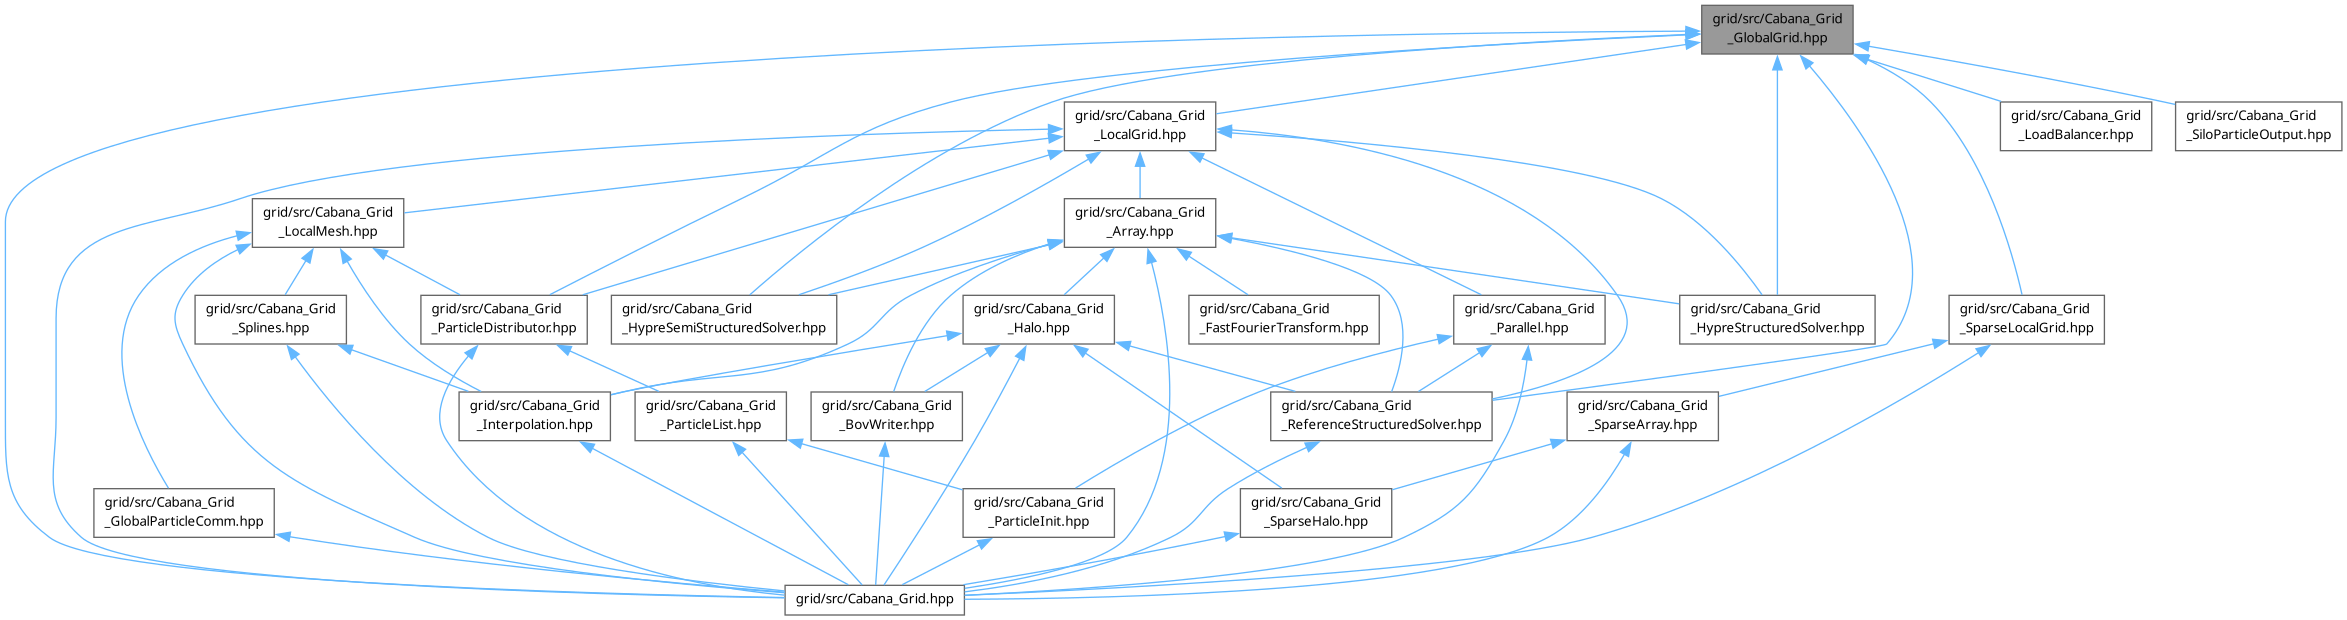 grid/src/Cabana_Grid
_GlobalGrid.hpp
grid/src/Cabana_Grid
_LocalGrid.hpp
grid/src/Cabana_Grid
_LoadBalancer.hpp
grid/src/Cabana_Grid
_SiloParticleOutput.hpp
grid/src/Cabana_Grid
_LocalMesh.hpp
grid/src/Cabana_Grid
_Array.hpp
grid/src/Cabana_Grid
_Splines.hpp
grid/src/Cabana_Grid
_ParticleDistributor.hpp
grid/src/Cabana_Grid
_HypreSemiStructuredSolver.hpp
grid/src/Cabana_Grid
_Halo.hpp
grid/src/Cabana_Grid
_FastFourierTransform.hpp
grid/src/Cabana_Grid
_Parallel.hpp
grid/src/Cabana_Grid
_HypreStructuredSolver.hpp
grid/src/Cabana_Grid
_SparseLocalGrid.hpp
grid/src/Cabana_Grid
_Interpolation.hpp
grid/src/Cabana_Grid
_ParticleList.hpp
grid/src/Cabana_Grid
_BovWriter.hpp
grid/src/Cabana_Grid
_ReferenceStructuredSolver.hpp
grid/src/Cabana_Grid
_SparseArray.hpp
grid/src/Cabana_Grid
_GlobalParticleComm.hpp
grid/src/Cabana_Grid
_ParticleInit.hpp
grid/src/Cabana_Grid
_SparseHalo.hpp
grid/src/Cabana_Grid.hpp